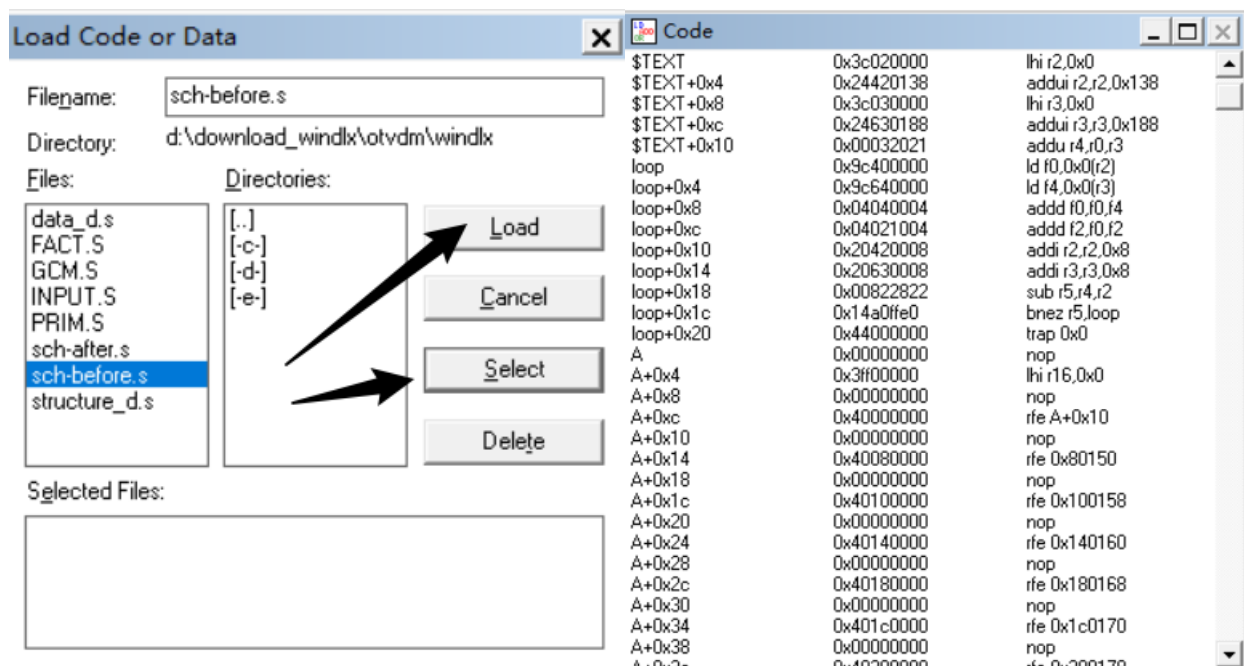 Load Code or Data
Filename: sch-before.s
Directory: d:\download_windlx\otvdm\windlx
Files: Directories:
data_d.s
FACT.S
GCM.S
INPUT.S
PRIM.S
sch-after.s
sch-before.s
structure_d.s
[..]
[-c-]
[-d-]
[-e-]
Load
Cancel
Select
Delete
Selected Files:
Code
$TEXT 0x3c020000 lhi r2,0x0
$TEXT+0x4 0x24420138 addui r2,r2,0x138
$TEXT+0x8 0x3c030000 lhi r3,0x0
$TEXT+0xc 0x24630188 addui r3,r3,0x188
$TEXT+0x10 0x00032021 addu r4,r0,r3
loop 0x9c400000 ld f0,0x0(r2)
loop+0x4 0x9c640000 ld f4,0x0(r3)
loop+0x8 0x04040004 addd f0,f0,f4
loop+0xc 0x04021004 addd f2,f0,f2
loop+0x10 0x20420008 addi r2,r2,0x8
loop+0x14 0x20630008 addi r3,r3,0x8
loop+0x18 0x00822822 sub r5,r4,r2
loop+0x1c 0x14a0ffe0 bnez r5,loop
loop+0x20 0x44000000 trap 0x0
A 0x00000000 nop
A+0x4 0x3ff00000 lhi r16,0x0
A+0x8 0x00000000 nop
A+0xc 0x40000000 rfe A+0x10
A+0x10 0x00000000 nop
A+0x14 0x40080000 rfe 0x80150
A+0x18 0x00000000 nop
A+0x1c 0x40100000 rfe 0x100158
A+0x20 0x00000000 nop
A+0x24 0x40140000 rfe 0x140160
A+0x28 0x00000000 nop
A+0x2c 0x40180000 rfe 0x180168
A+0x30 0x00000000 nop
A+0x34 0x401c0000 rfe 0x1c0170
A+0x38 0x00000000 nop